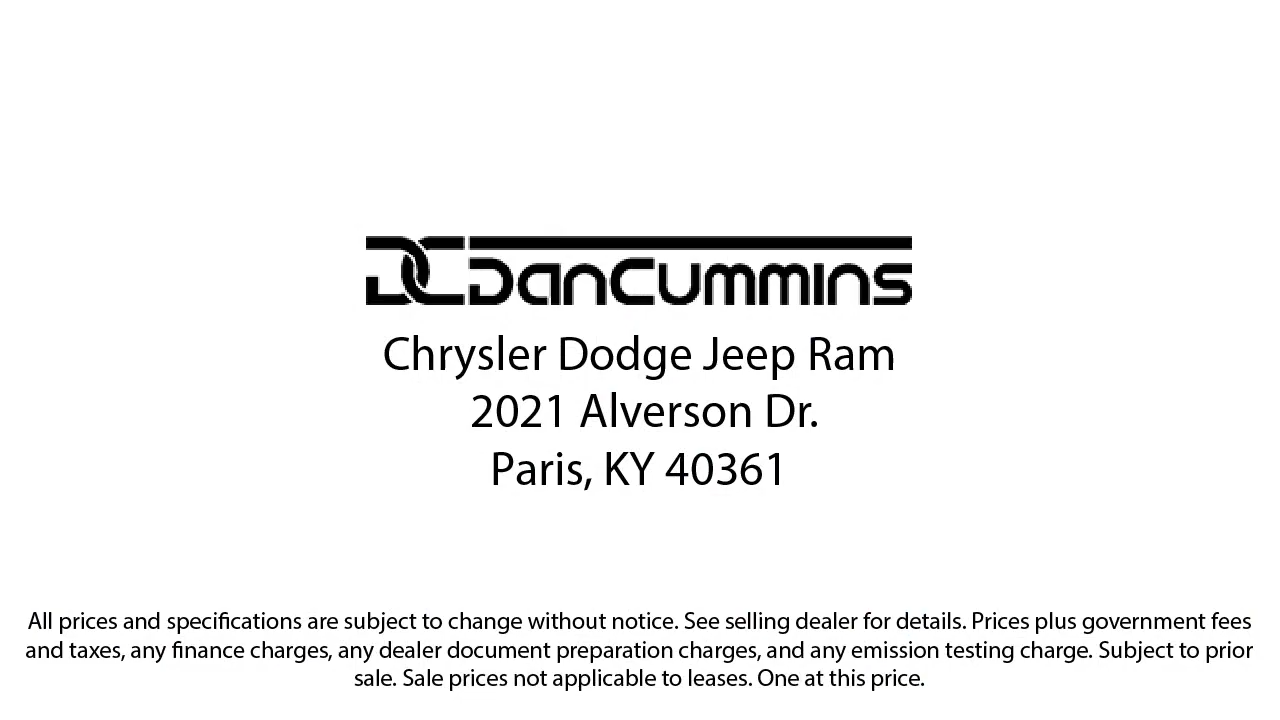 DC DanCummins
Chrysler Dodge Jeep Ram
2021 Alverson Dr.
Paris, KY 40361
All prices and specifications are subject to change without notice. See selling dealer for details. Prices plus government fees
and taxes, any finance charges, any dealer document preparation charges, and any emission testing charge. Subject to prior
sale. Sale prices not applicable to leases. One at this price.